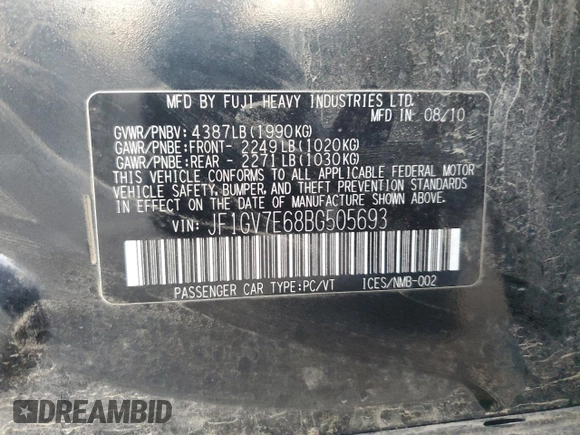 MFD BY FUJI HEAVY INDUSTRIES LTD.
MFD IN 08/10
GVWR/PNBV: 4387LB(1990KG)
GAWR/PNBE:FRONT- 2249LB(1020KG)
GAWR/PNBE:REAR - 2271LB(1030KG)
THIS VEHICLE CONFORMS TO ALL APPLICABLE FEDERAL MOTOR
VEHICLE SAFETY, BUMPER, AND THEFT PREVENTION STANDARDS
IN EFFECT ON THE DATE OF MANUFACTURE SHOWN ABOVE.
VIN: JF1GV7E68BG505693
PASSENGER CAR TYPE:PC/VT ICES/NMB-002
DREAMBID